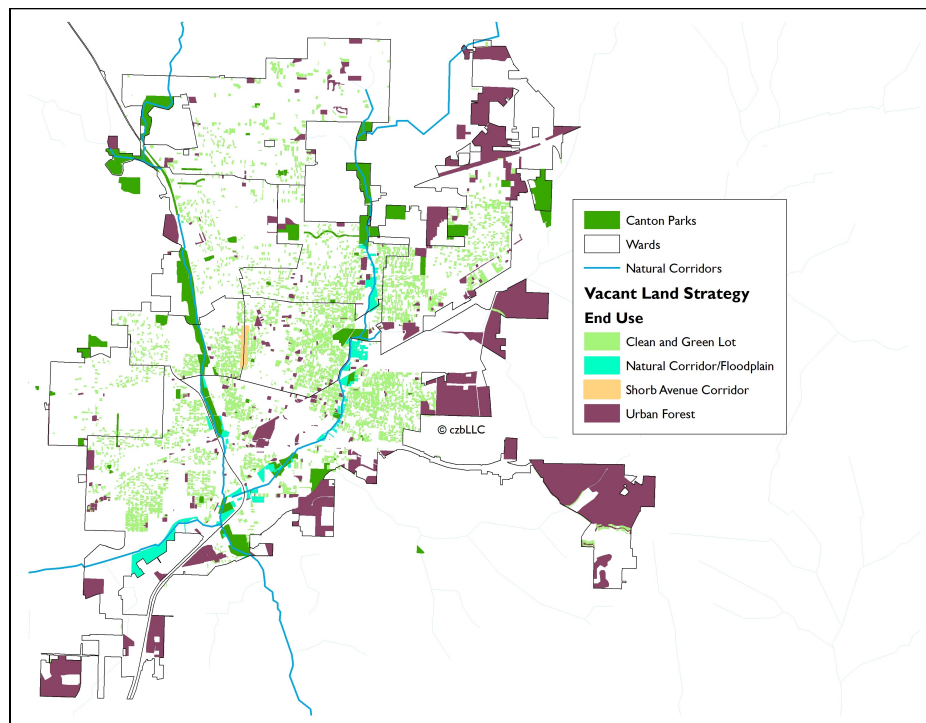 Canton Parks
Wards
Natural Corridors
Vacant Land Strategy
End Use
Clean and Green Lot
Natural Corridor/Floodplain
Shorb Avenue Corridor
Urban Forest
© czbLLC